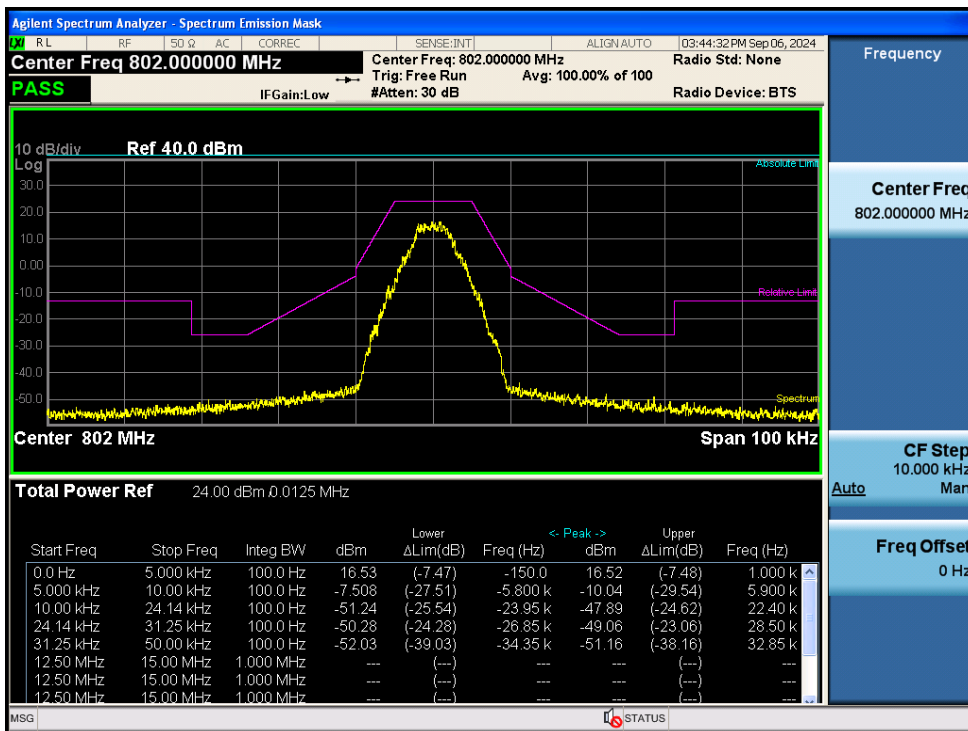 Agilent Spectrum Analyzer - Spectrum Emission Mask
LXI RL RF 50 Ω AC CORREC SENSE:INT ALIGN AUTO 03:44:32 PM Sep 06, 2024
Center Freq 802.000000 MHz
Center Freq: 802.000000 MHz Radio Std: None
Trig: Free Run Avg: 100.00% of 100
PASS IFGain:Low #Atten: 30 dB Radio Device: BTS
10 dB/div Ref 40.0 dBm
Log
Absolute Limit
30.0
20.0
10.0
0.00
-10.0
Relative Limit
-20.0
-30.0
-40.0
-50.0
Spectrum
Center 802 MHz Span 100 kHz
Total Power Ref 24.00 dBm / 0.0125 MHz
Lower <- Peak -> Upper
Start Freq Stop Freq Integ BW dBm ΔLim(dB) Freq (Hz) dBm ΔLim(dB) Freq (Hz)
0.0 Hz 5.000 kHz 100.0 Hz 16.53 (-7.47) -150.0 16.52 (-7.48) 1.000 k
5.000 kHz 10.00 kHz 100.0 Hz -7.508 (-27.51) -5.800 k -10.04 (-29.54) 5.900 k
10.00 kHz 24.14 kHz 100.0 Hz -51.24 (-25.54) -23.95 k -47.89 (-24.62) 22.40 k
24.14 kHz 31.25 kHz 100.0 Hz -50.28 (-24.28) -26.85 k -49.06 (-23.06) 28.50 k
31.25 kHz 50.00 kHz 100.0 Hz -52.03 (-39.03) -34.35 k -51.16 (-38.16) 32.85 k
12.50 MHz 15.00 MHz 1.000 MHz --- (---) --- --- (---) ---
12.50 MHz 15.00 MHz 1.000 MHz --- (---) --- --- (---) ---
12.50 MHz 15.00 MHz 1.000 MHz --- (---) --- --- (---) ---
MSG STATUS
Frequency
Center Freq
802.000000 MHz
CF Step
10.000 kHz
Auto Man
Freq Offset
0 Hz